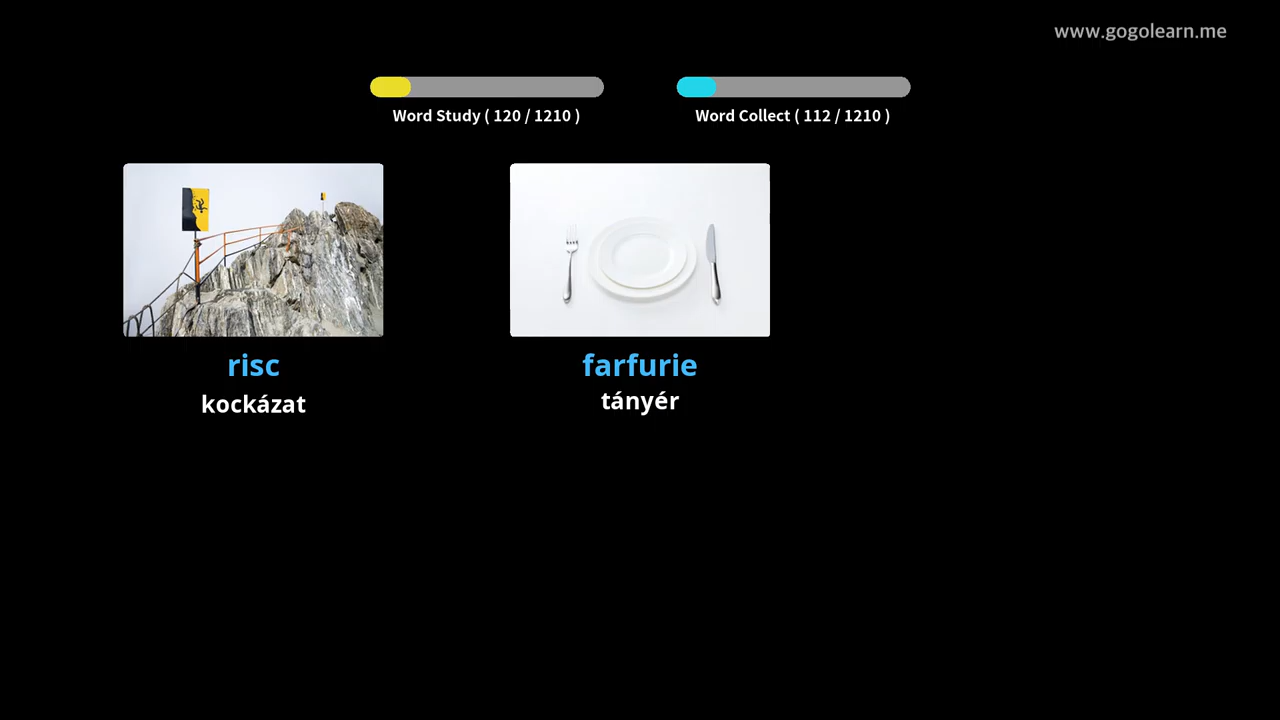 www.gogolearn.me
Word Study ( 120 / 1210 )
Word Collect ( 112 / 1210 )
risc
farfurie
kockázat
tányér